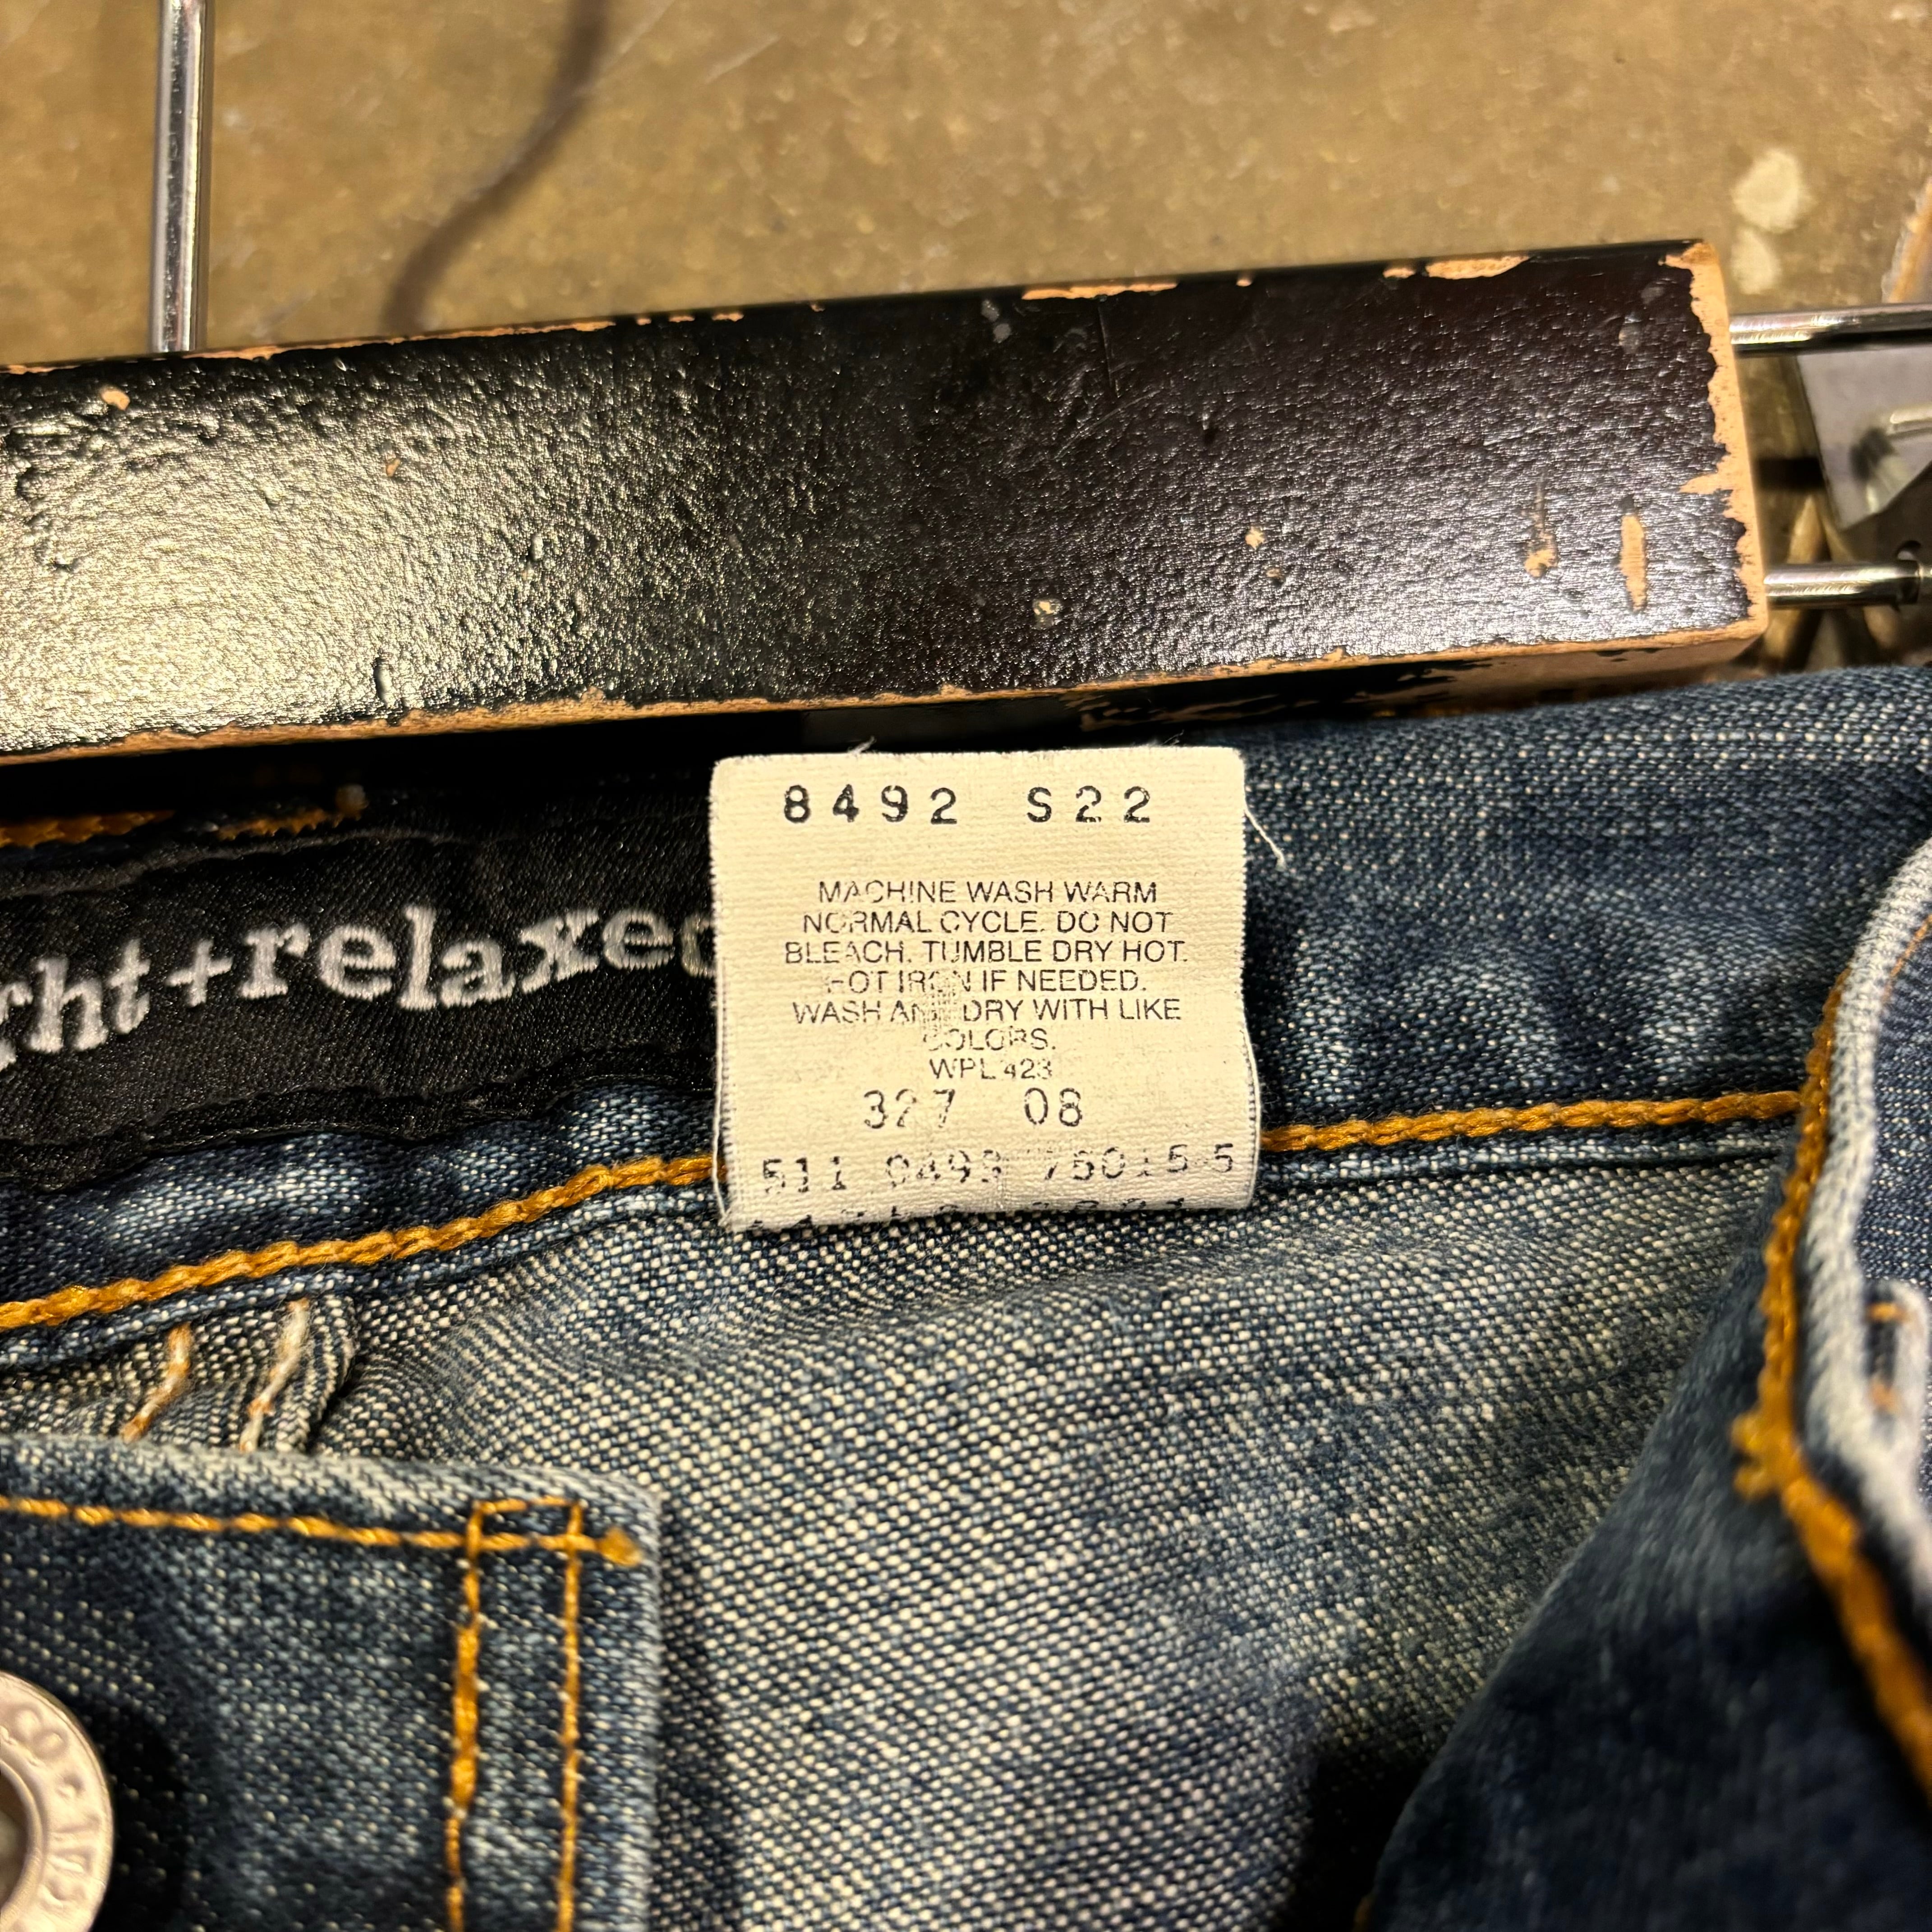 8492 S22
MACHINE WASH WARM
NORMAL CYCLE. DO NOT
BLEACH. TUMBLE DRY HOT.
HOT IRON IF NEEDED.
WASH AND DRY WITH LIKE
COLORS.
WPL 423
327 08
511
ght+relaxed